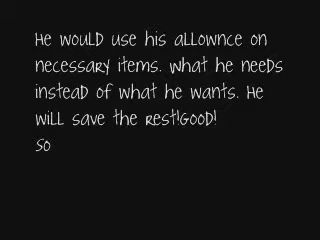 He would use his allownce on
necessary items. What he needs
instead of what he wants. He
will save the rest!Good!
So